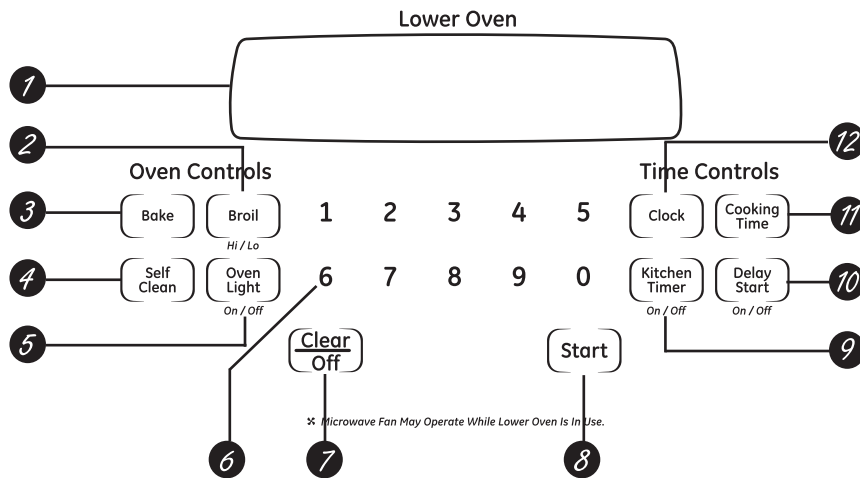 Lower Oven
1
2
12
Oven Controls
Time Controls
3
Bake
Broil
1 2 3 4 5
Clock
Cooking
Time
11
Hi / Lo
4
Self
Clean
Oven
Light
6 7 8 9 0
Kitchen
Timer
Delay
Start
10
On / Off
On / Off
On / Off
5
Clear
Off
Start
9
Microwave Fan May Operate While Lower Oven Is In Use.
6
7
8